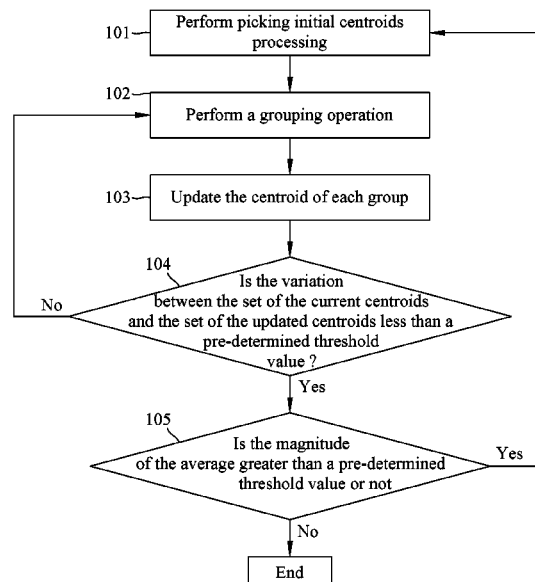 101
Perform picking initial centroids
processing
102
Perform a grouping operation
103
Update the centroid of each group
104
Is the variation
between the set of the current centroids
and the set of the updated centroids less than a
pre-determined threshold
value ?
No
Yes
105
Is the magnitude
of the average greater than a pre-determined
threshold value or not
Yes
No
End